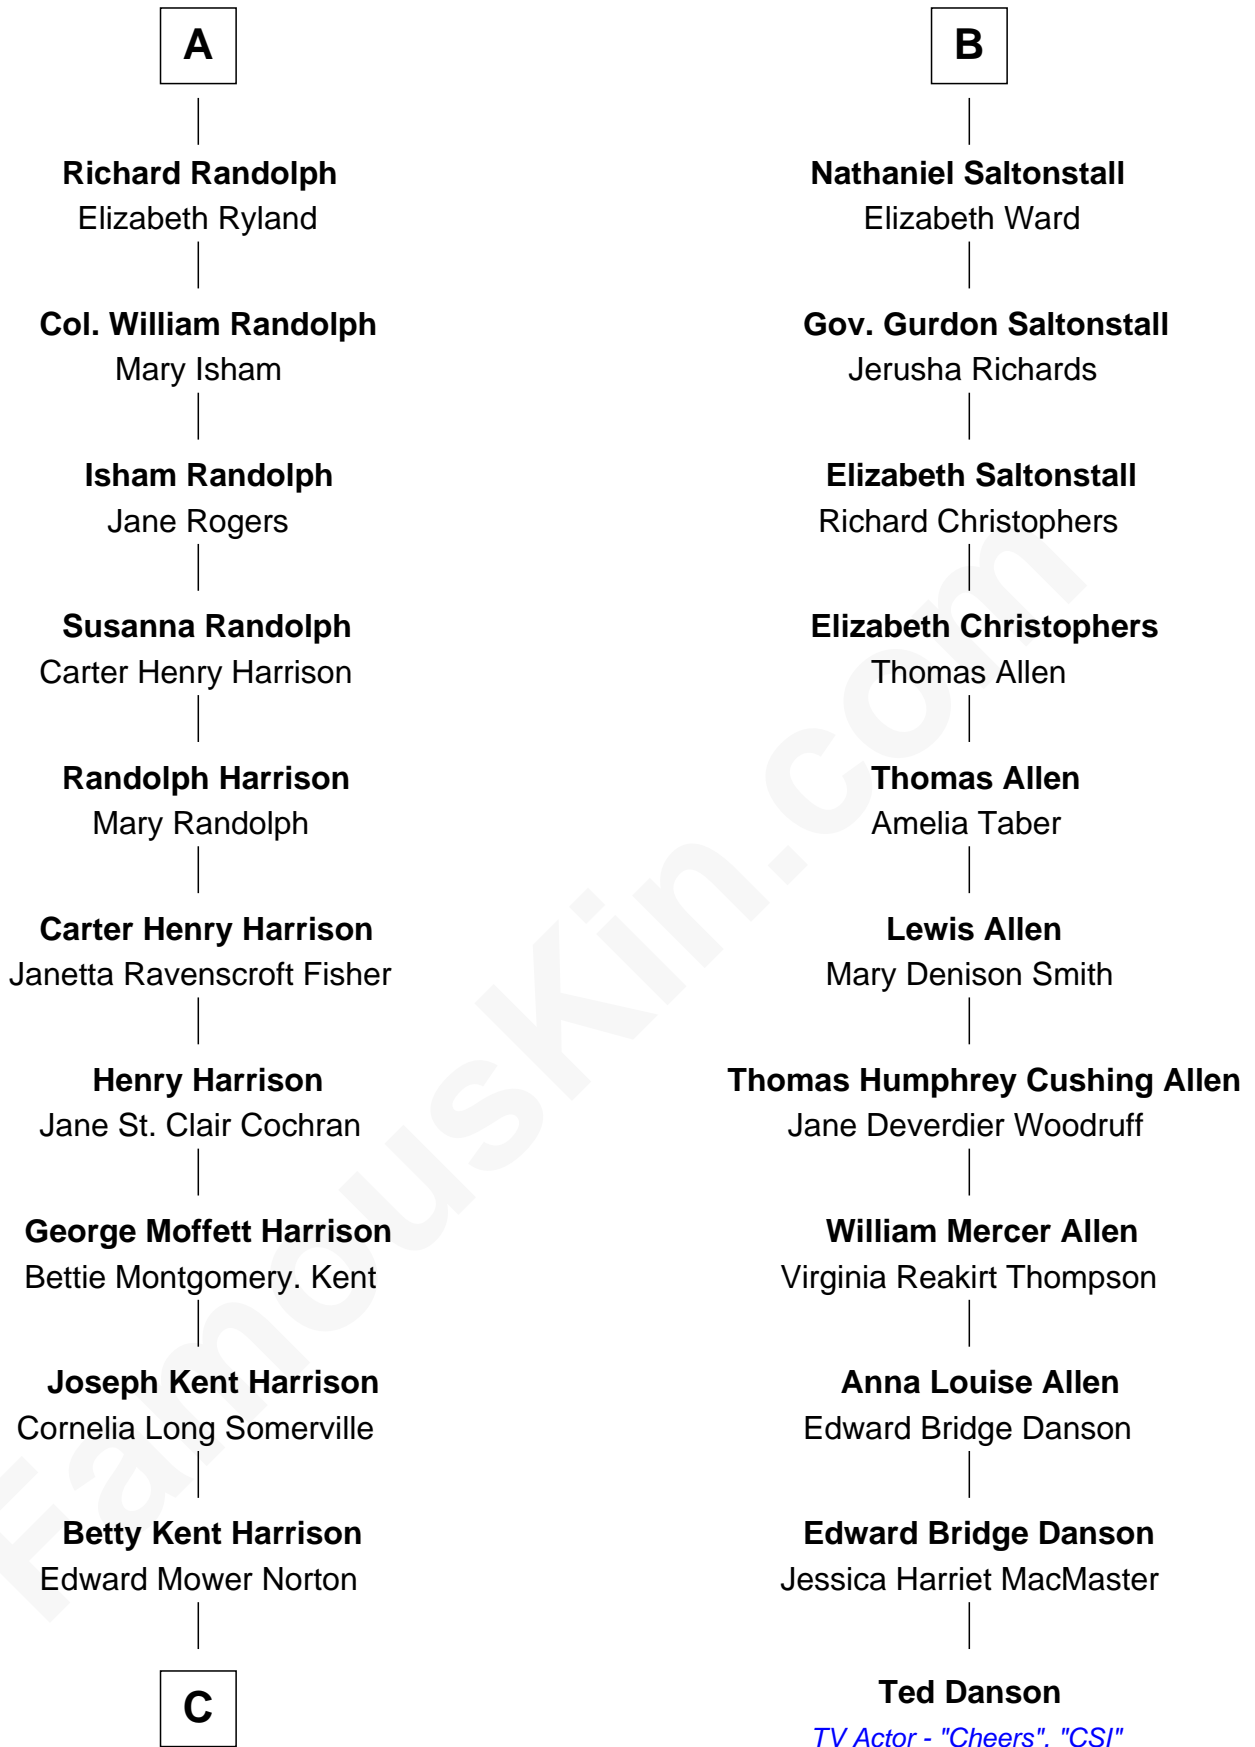 A
Richard Randolph
Elizabeth Ryland
Col. William Randolph
Mary Isham
Isham Randolph
Jane Rogers
Susanna Randolph
Carter Henry Harrison
Randolph Harrison
Mary Randolph
Carter Henry Harrison
Janetta Ravenscroft Fisher
Henry Harrison
Jane St. Clair Cochran
George Moffett Harrison
Bettie Montgomery. Kent
Joseph Kent Harrison
Cornelia Long Somerville
Betty Kent Harrison
Edward Mower Norton
C
B
Nathaniel Saltonstall
Elizabeth Ward
Gov. Gurdon Saltonstall
Jerusha Richards
Elizabeth Saltonstall
Richard Christophers
Elizabeth Christophers
Thomas Allen
Thomas Allen
Amelia Taber
Lewis Allen
Mary Denison Smith
Thomas Humphrey Cushing Allen
Jane Deverdier Woodruff
William Mercer Allen
Virginia Reakirt Thompson
Anna Louise Allen
Edward Bridge Danson
Edward Bridge Danson
Jessica Harriet MacMaster
Ted Danson
TV Actor - "Cheers", "CSI"
FamousKin.com